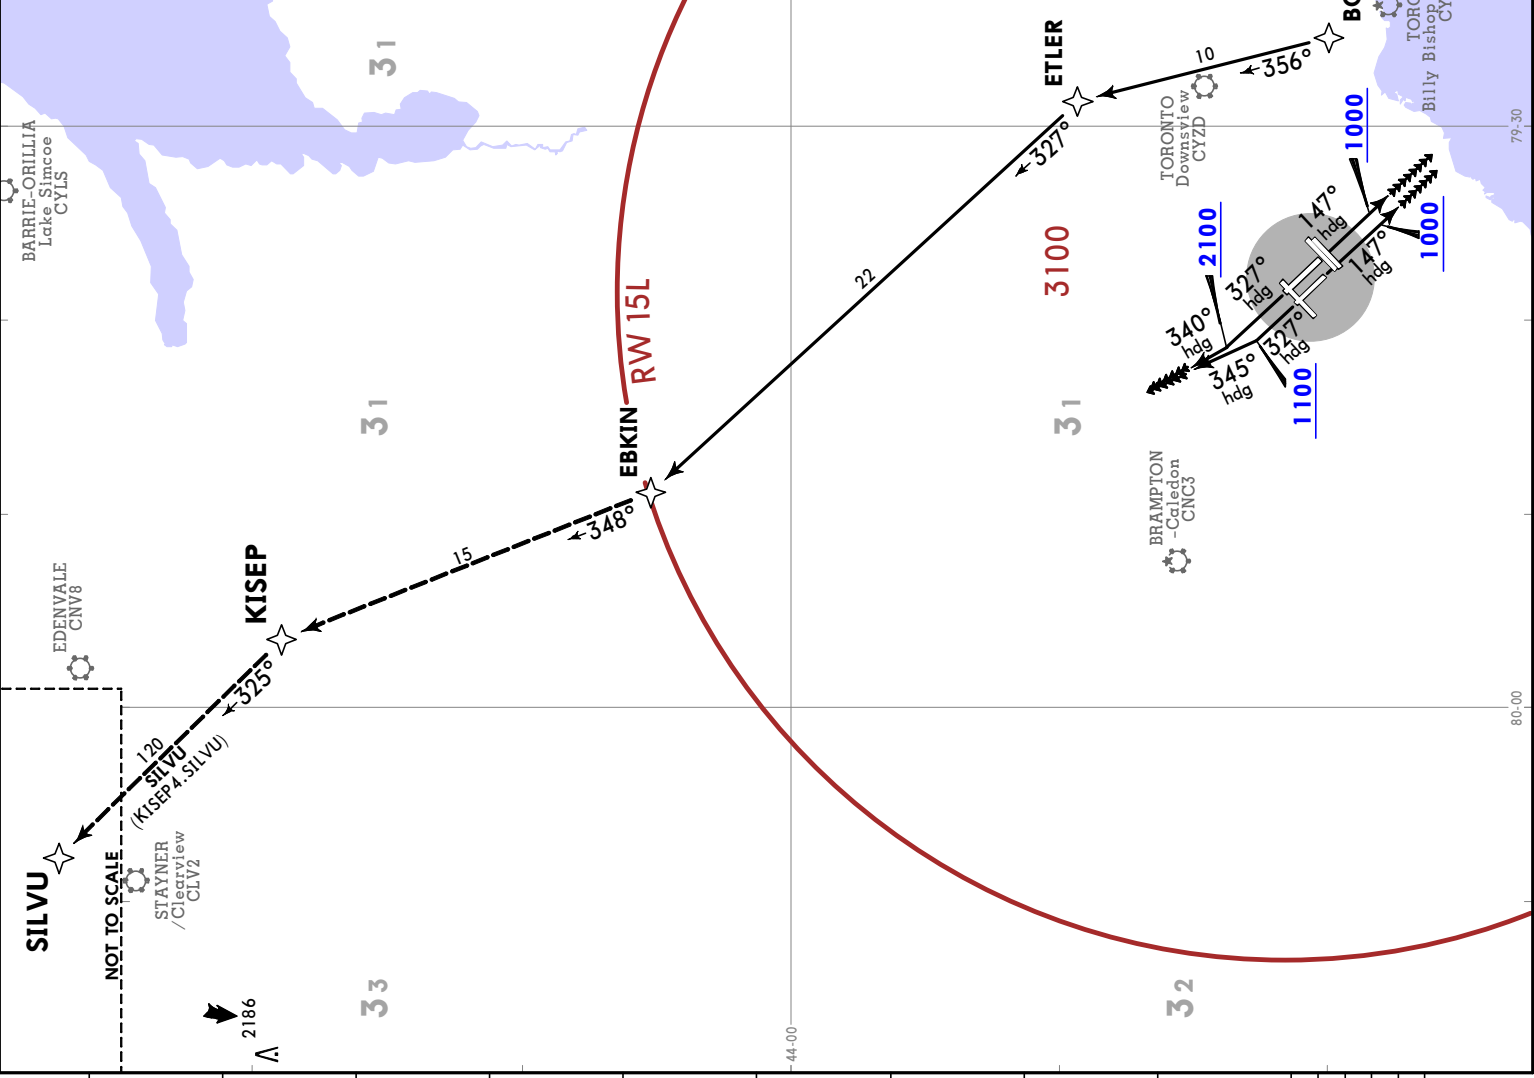 BARRIE-ORILLIA
Lake Simcoe
CYLS
31
ETLER
10
356°
BO
TORO
CY
Billy Bishop
327°
TORONTO
Downsview
CYZD
79-30
1000
147°
hdg
1000
147°
hdg
2100
327°
hdg
340°
hdg
327°
hdg
345°
hdg
1100
3100
22
RW 15L
31
31
EBKIN
348°
15
KISEP
325°
EDENVALE
CNV8
BRAMPTON
-Caledon
CNC3
80-00
120
SILVU
(KISEP4.SILVU)
SILVU
NOT TO SCALE
STAYNER
/Clearview
CLV2
2186
33
32
44-00